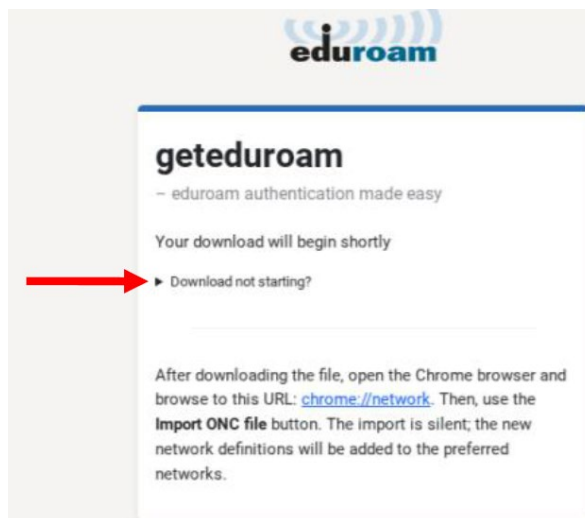 eduroam
geteduroam
– eduroam authentication made easy
Your download will begin shortly
▶ Download not starting?
After downloading the file, open the Chrome browser and
browse to this URL: chrome://network. Then, use the
Import ONC file button. The import is silent; the new
network definitions will be added to the preferred
networks.